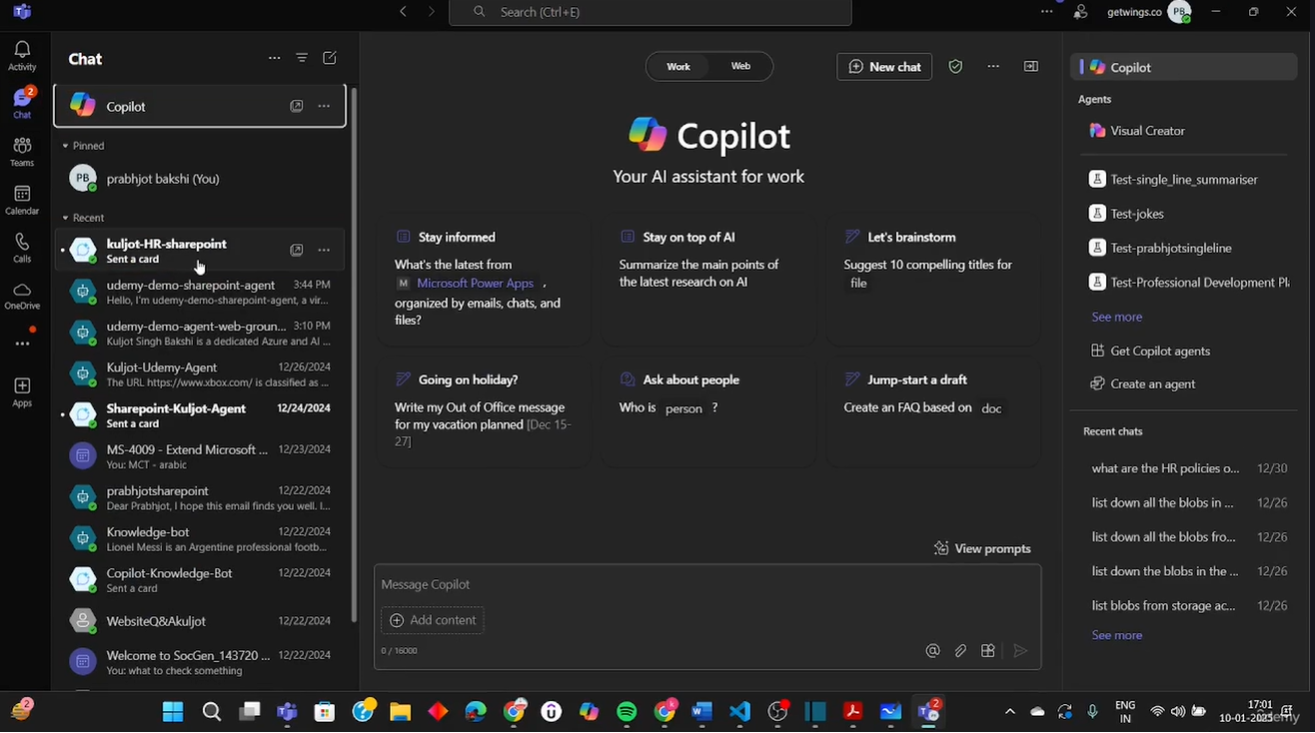 Search (Ctrl+E)
getwings.co
PB
Activity
2
Chat
Teams
Calendar
Calls
OneDrive
Apps
Chat
Copilot
Pinned
PB
prabhjot bakshi (You)
Recent
kuljot-HR-sharepoint
Sent a card
udemy-demo-sharepoint-agent 3:44 PM
Hello, I'm udemy-demo-sharepoint-agent, a vir...
udemy-demo-agent-web-groun... 3:10 PM
Kuljot Singh Bakshi is a dedicated Azure and AI ...
Kuljot-Udemy-Agent 12/26/2024
The URL https://www.xbox.com/ is classified as ...
Sharepoint-Kuljot-Agent 12/24/2024
Sent a card
MS-4009 - Extend Microsoft ... 12/23/2024
You: MCT - arabic
prabhjotsharepoint 12/22/2024
Dear Prabhjot, I hope this email finds you well. I...
Knowledge-bot 12/22/2024
Lionel Messi is an Argentine professional footb...
Copilot-Knowledge-Bot 12/22/2024
Sent a card
WebsiteQ&Akuljot 12/22/2024
Welcome to SocGen_143720 ... 12/22/2024
You: what to check something
Work Web
New chat
Copilot
Your AI assistant for work
Stay informed
What's the latest from
M Microsoft Power Apps ,
organized by emails, chats, and
files?
Stay on top of AI
Summarize the main points of
the latest research on AI
Let's brainstorm
Suggest 10 compelling titles for
file
Going on holiday?
Write my Out of Office message
for my vacation planned [Dec 15-
27]
Ask about people
Who is person ?
Jump-start a draft
Create an FAQ based on doc
View prompts
Message Copilot
Add content
0 / 16000
Copilot
Agents
Visual Creator
Test-single_line_summariser
Test-jokes
Test-prabhjotsingleline
Test-Professional Development Pl
See more
Get Copilot agents
Create an agent
Recent chats
what are the HR policies o... 12/30
list down all the blobs in ... 12/26
list down all the blobs fro... 12/26
list down the blobs in the ... 12/26
list blobs from storage ac... 12/26
See more
2
2
ENG
IN
17:01
10-01-2025